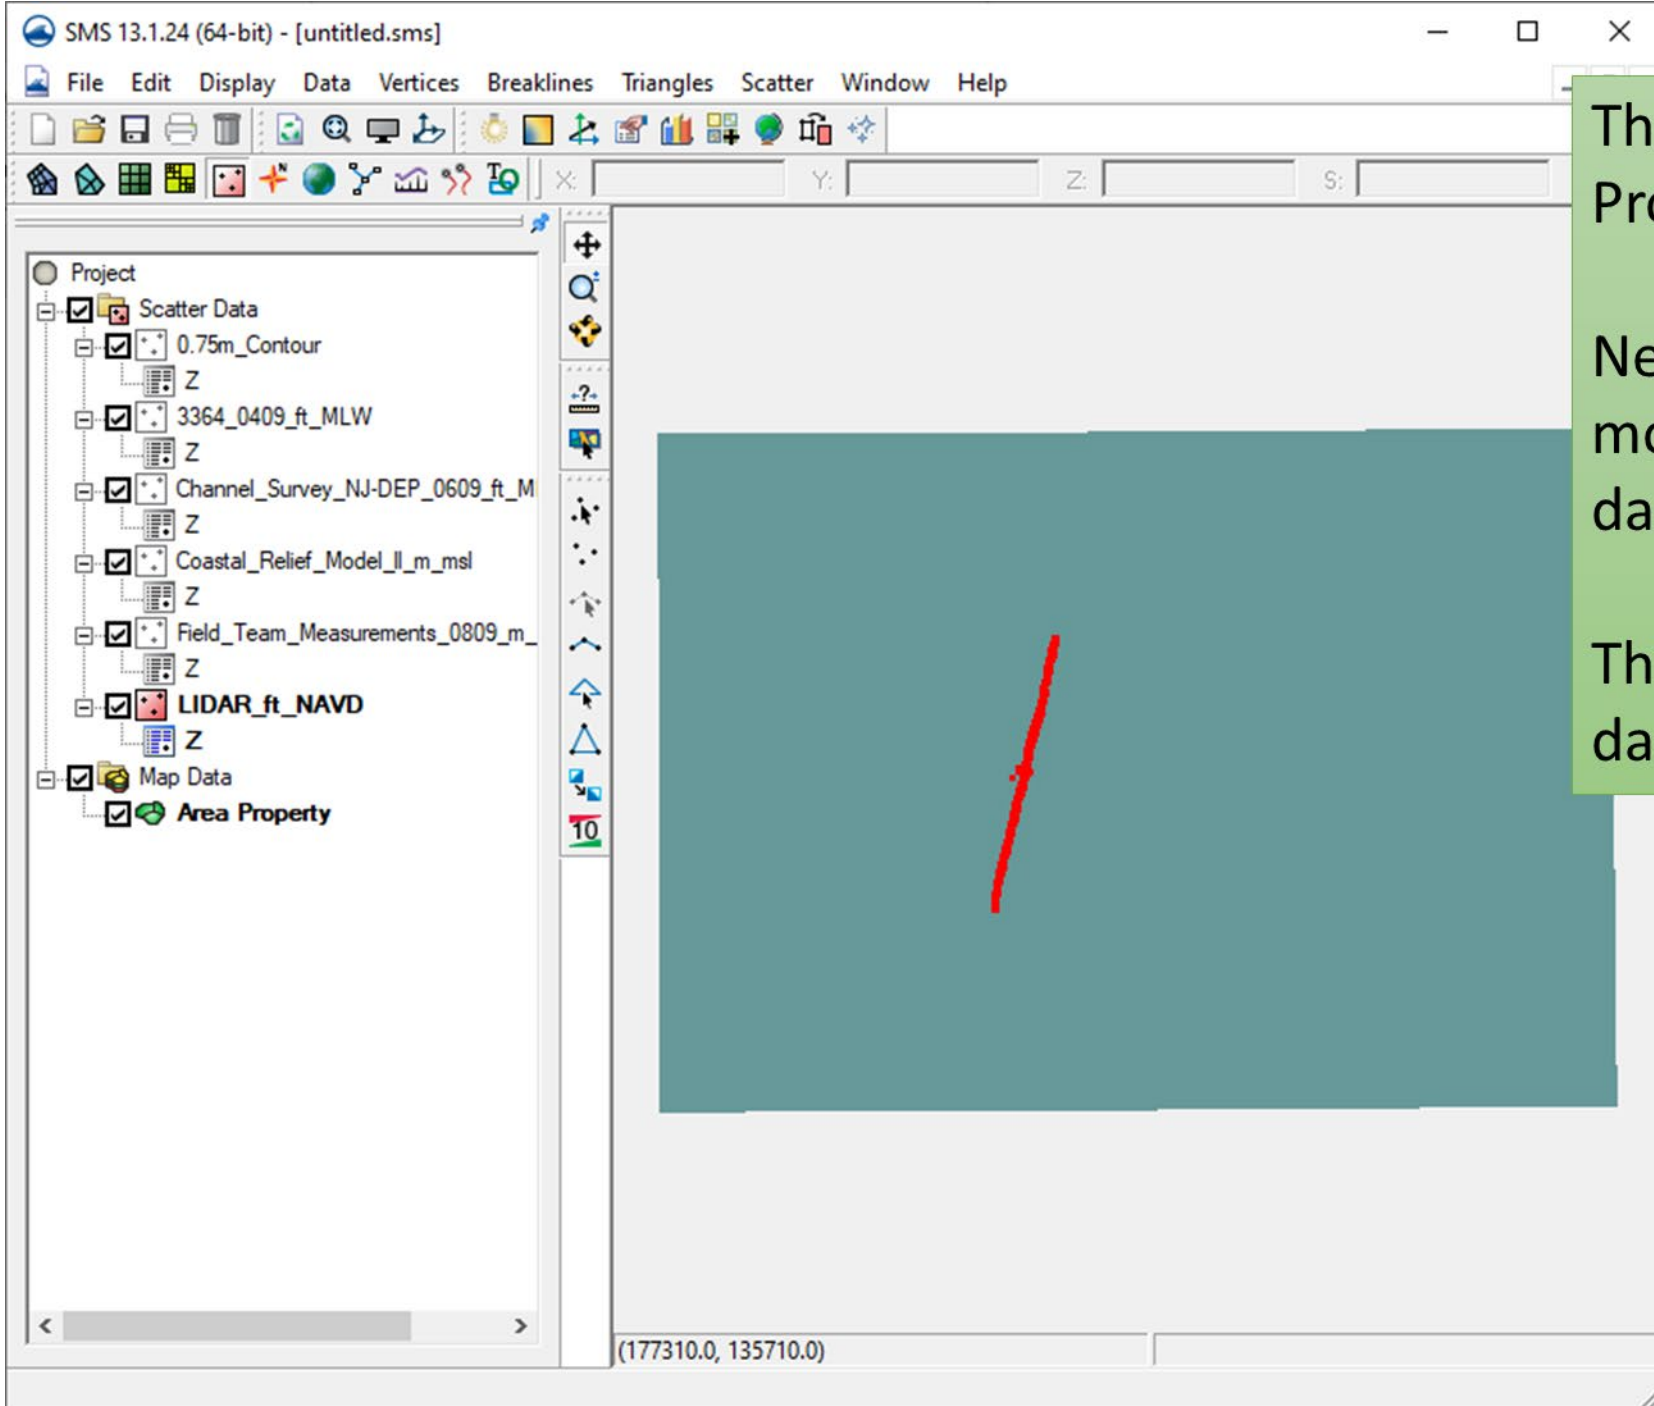 SMS 13.1.24 (64-bit) - [untitled.sms]
File Edit Display Data Vertices Breaklines Triangles Scatter Window Help
X: Y: Z: S:
Project
Scatter Data
0.75m_Contour
Z
3364_0409_ft_MLW
Z
Channel_Survey_NJ-DEP_0609_ft_M
Z
Coastal_Relief_Model_II_m_msl
Z
Field_Team_Measurements_0809_m_
Z
LIDAR_ft_NAVD
Z
Map Data
Area Property
10
(177310.0, 135710.0)
Th
Pro
Ne
mo
da
Th
da